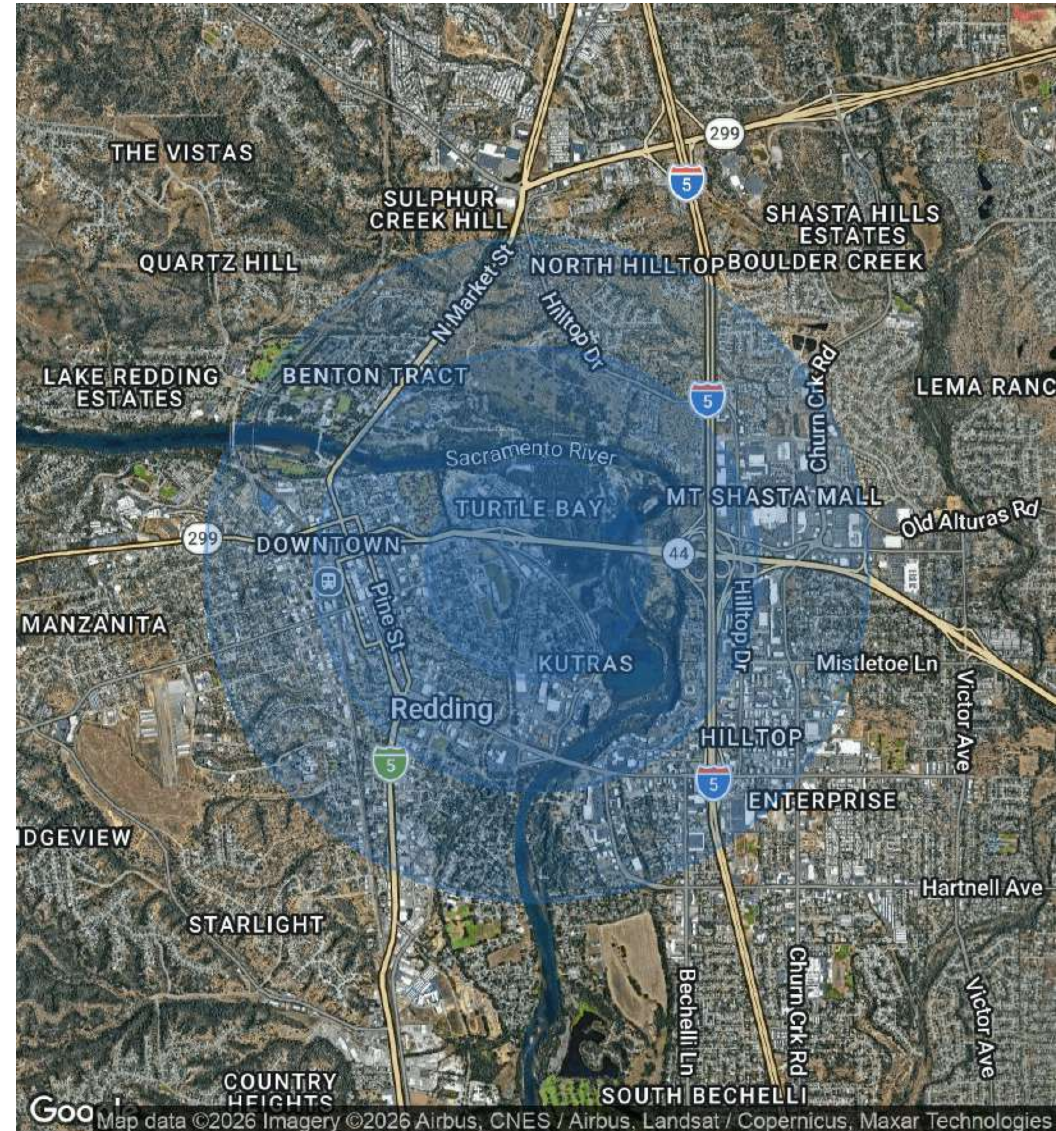 299
THE VISTAS
5
SULPHUR
CREEK HILL
SHASTA HILLS
ESTATES
QUARTZ HILL
NORTH HILLTOP
BOULDER CREEK
N Market St
Hilltop Dr
LAKE REDDING
ESTATES
BENTON TRACT
5
Churn Crk Rd
LEMA RANC
Sacramento River
TURTLE BAY
MT SHASTA MALL
Old Alturas Rd
299
DOWNTOWN
44
Pine St
Hilltop Dr
MANZANITA
KUTRAS
Mistletoe Ln
Victor Ave
Redding
HILLTOP
5
5
ENTERPRISE
IDGEVIEW
Hartnell Ave
STARLIGHT
Bechelli Ln
Churn Crk Rd
Victor Ave
COUNTRY
HEIGHTS
SOUTH BECHELLI
Map data ©2026 Imagery ©2026 Airbus, CNES / Airbus, Landsat / Copernicus, Maxar Technologies